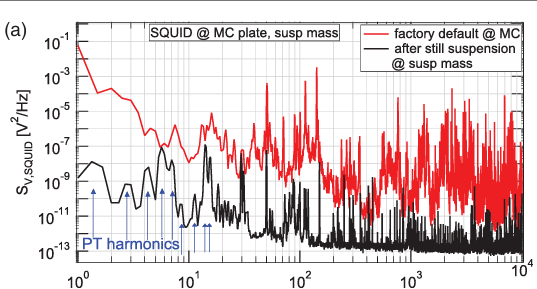 (a)
SQUID @ MC plate, susp mass
factory default @ MC
after still suspension
@ susp mass
S_V,SQUID [V²/Hz]
10⁻¹
10⁻³
10⁻⁵
10⁻⁷
10⁻⁹
10⁻¹¹
10⁻¹³
PT harmonics
10⁰ 10¹ 10² 10³ 10⁴